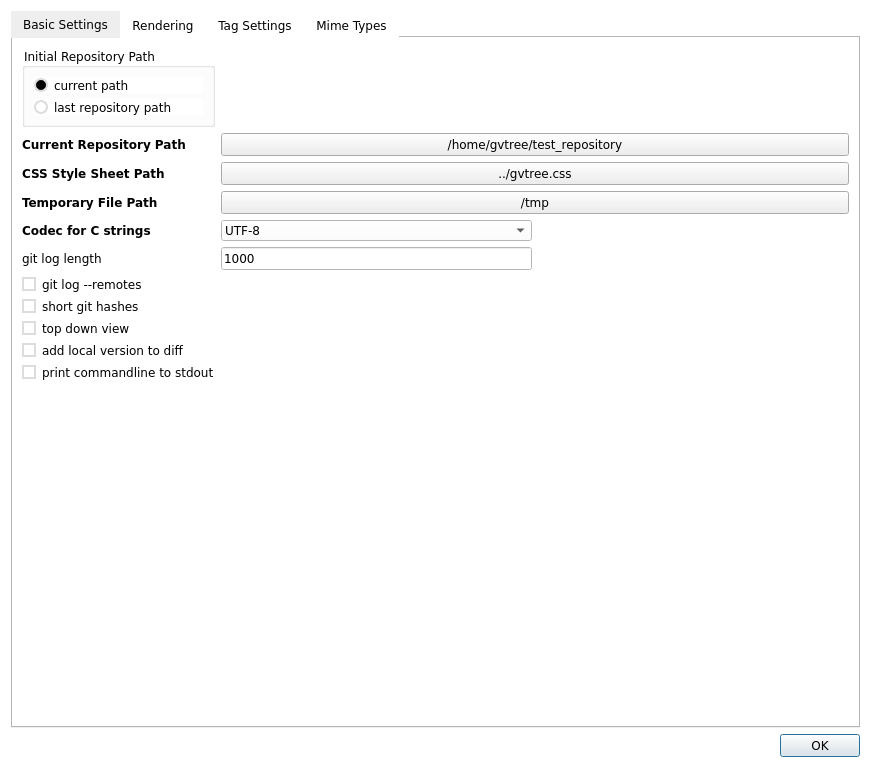 Basic Settings Rendering Tag Settings Mime Types
Initial Repository Path
current path
last repository path
Current Repository Path /home/gvtree/test_repository
CSS Style Sheet Path ../gvtree.css
Temporary File Path /tmp
Codec for C strings UTF-8
git log length 1000
git log --remotes
short git hashes
top down view
add local version to diff
print commandline to stdout
OK